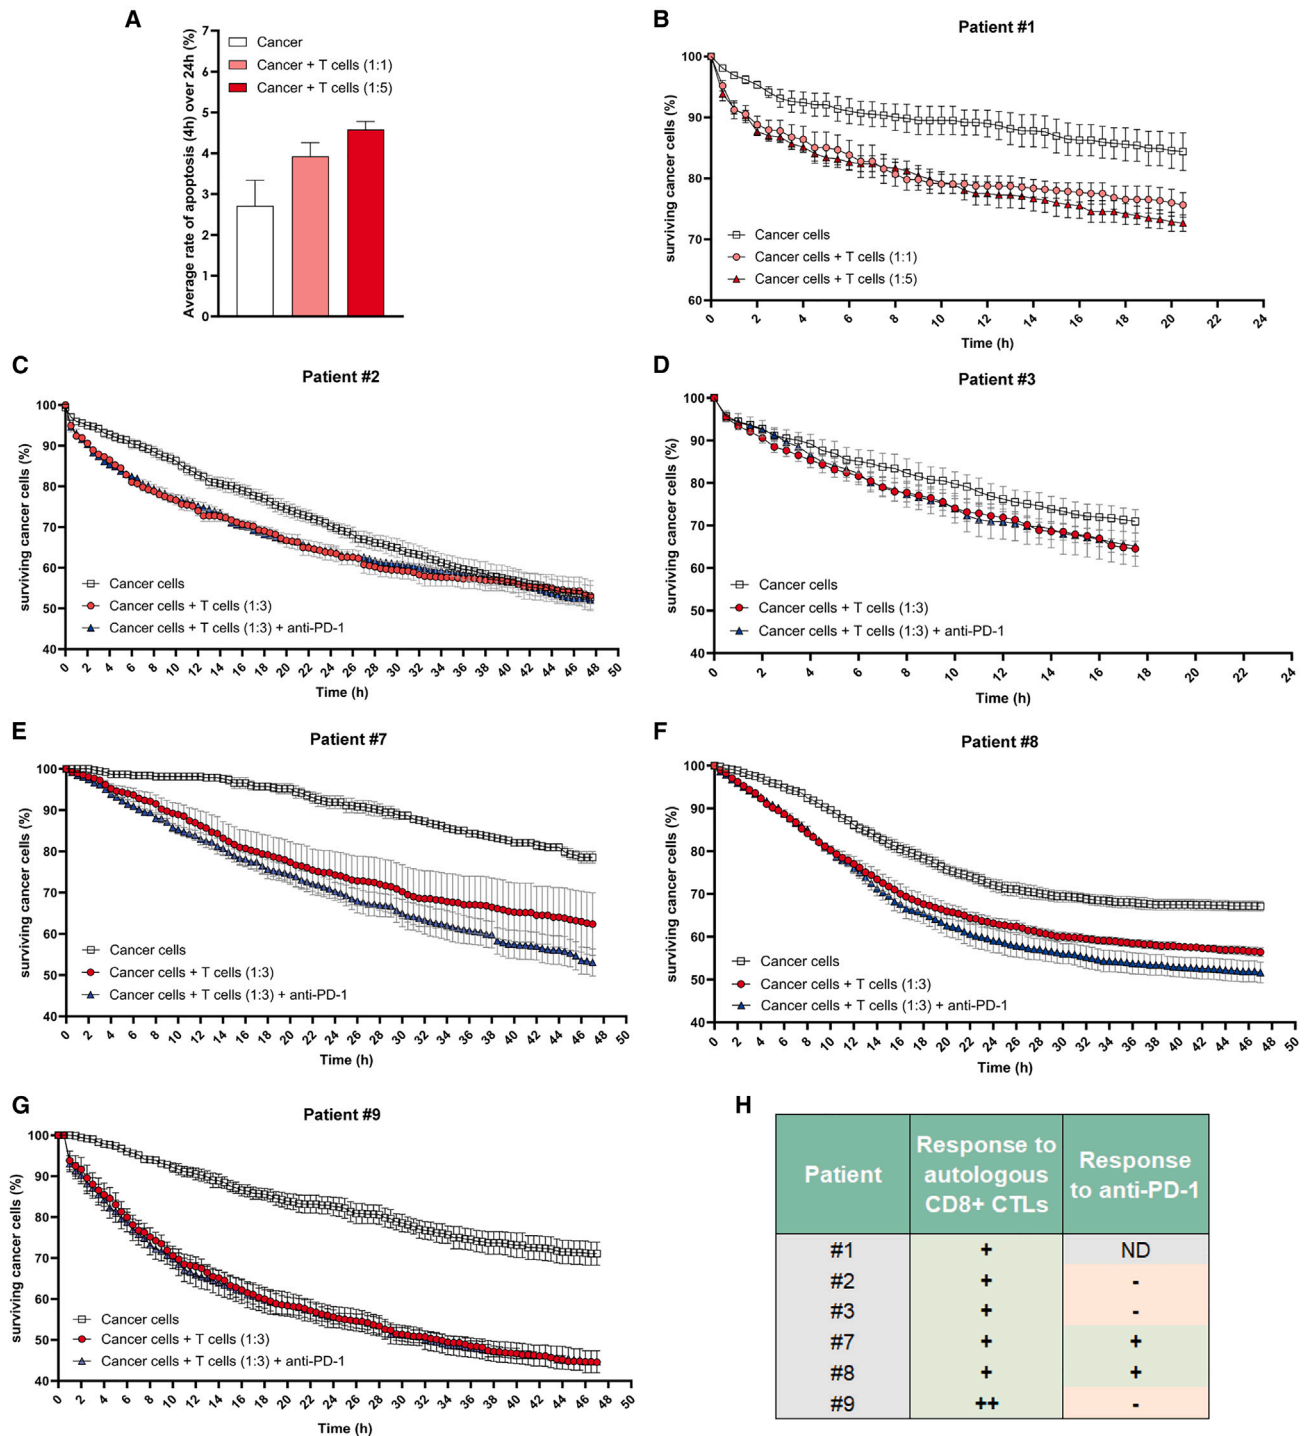 A
Average rate of apoptosis (4h) over 24h (%)
7
6
5
4
3
2
1
0
Cancer
Cancer + T cells (1:1)
Cancer + T cells (1:5)
B
Patient #1
surviving cancer cells (%)
100
90
80
70
60
Cancer cells
Cancer cells + T cells (1:1)
Cancer cells + T cells (1:5)
0 2 4 6 8 10 12 14 16 18 20 22 24
Time (h)
C
Patient #2
surviving cancer cells (%)
100
90
80
70
60
50
40
Cancer cells
Cancer cells + T cells (1:3)
Cancer cells + T cells (1:3) + anti-PD-1
0 2 4 6 8 10 12 14 16 18 20 22 24 26 28 30 32 34 36 38 40 42 44 46 48 50
Time (h)
D
Patient #3
surviving cancer cells (%)
100
90
80
70
60
50
40
Cancer cells
Cancer cells + T cells (1:3)
Cancer cells + T cells (1:3) + anti-PD-1
0 2 4 6 8 10 12 14 16 18 20 22 24
Time (h)
E
Patient #7
surviving cancer cells (%)
100
90
80
70
60
50
40
Cancer cells
Cancer cells + T cells (1:3)
Cancer cells + T cells (1:3) + anti-PD-1
0 2 4 6 8 10 12 14 16 18 20 22 24 26 28 30 32 34 36 38 40 42 44 46 48 50
Time (h)
F
Patient #8
surviving cancer cells (%)
100
90
80
70
60
50
40
Cancer cells
Cancer cells + T cells (1:3)
Cancer cells + T cells (1:3) + anti-PD-1
0 2 4 6 8 10 12 14 16 18 20 22 24 26 28 30 32 34 36 38 40 42 44 46 48 50
Time (h)
G
Patient #9
surviving cancer cells (%)
100
90
80
70
60
50
40
Cancer cells
Cancer cells + T cells (1:3)
Cancer cells + T cells (1:3) + anti-PD-1
0 2 4 6 8 10 12 14 16 18 20 22 24 26 28 30 32 34 36 38 40 42 44 46 48 50
Time (h)
H
Patient
Response to
autologous
CD8+ CTLs
Response
to anti-PD-1
#1 + ND
#2 + -
#3 + -
#7 + +
#8 + +
#9 ++ -